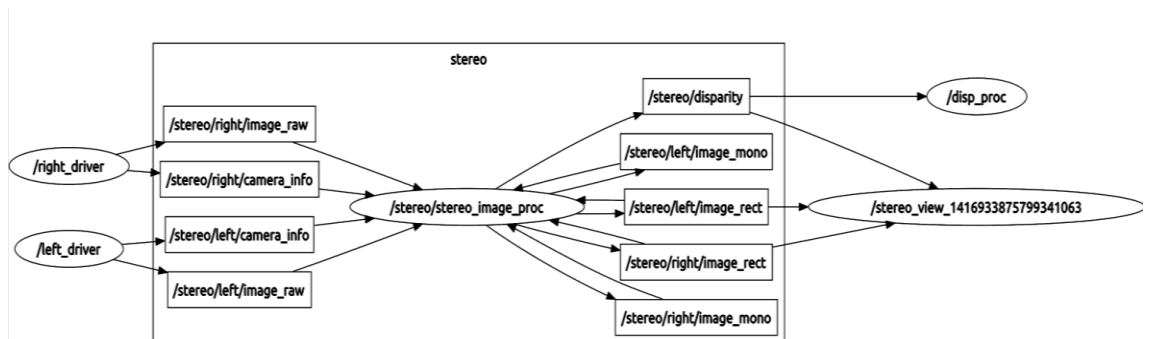 stereo
/stereo/disparity
/disp_proc
/stereo/right/image_raw
/stereo/left/image_mono
/right_driver
/stereo/right/camera_info
/stereo/stereo_image_proc
/stereo/left/image_rect
/stereo_view_1416933875799341063
/stereo/left/camera_info
/left_driver
/stereo/right/image_rect
/stereo/left/image_raw
/stereo/right/image_mono